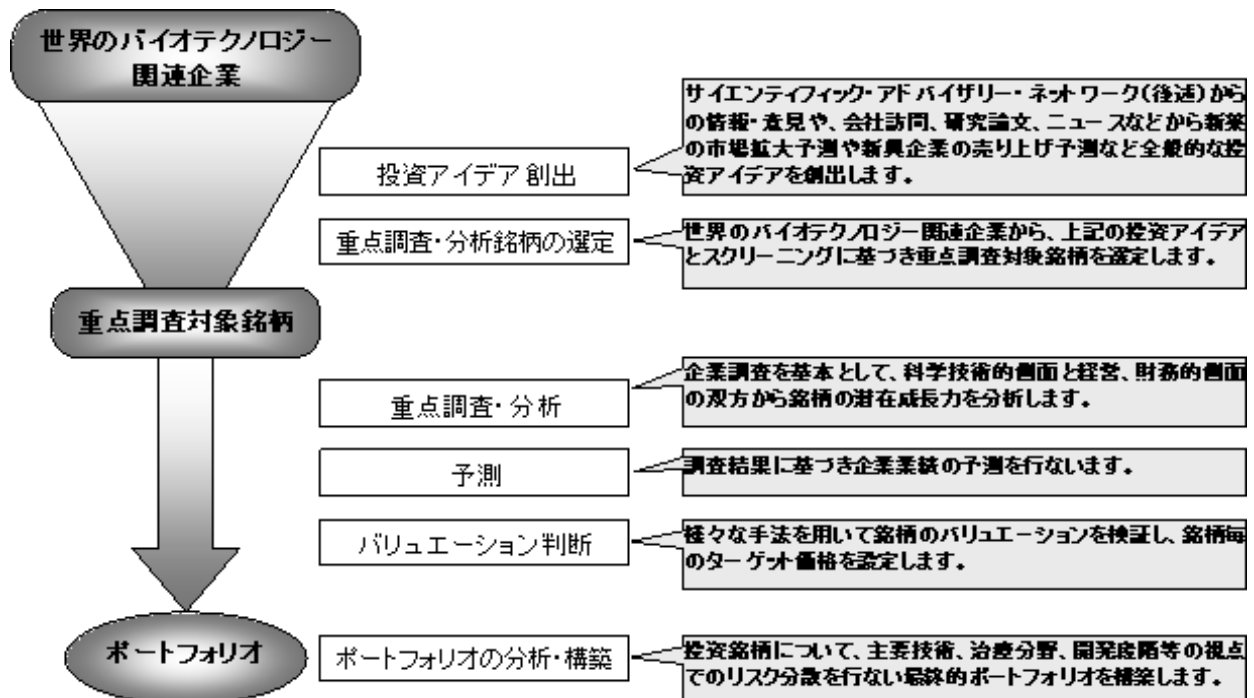 世界のバイオテクノロジー
関連企業
サイエンティフィック・アドバイザリー・ネットワーク(後述)から
の情報・意見や、会社訪問、研究論文、ニュースなどから新薬
の市場拡大予測や新興企業の売り上げ予測など全般的な投
資アイデアを創出します。
投資アイデア創出
重点調査・分析銘柄の選定
世界のバイオテクノロジー関連企業から、上記の投資アイデア
とスクリーニングに基づき重点調査対象銘柄を選定します。
重点調査対象銘柄
企業調査を基本として、科学技術的側面と経営、財務的側面
の双方から銘柄の潜在成長力を分析します。
重点調査・分析
予測
調査結果に基づき企業業績の予測を行ないます。
バリュエーション判断
様々な手法を用いて銘柄のバリュエーションを検証し、銘柄毎
のターゲット価格を設定します。
ポートフォリオ
ポートフォリオの分析・構築
投資銘柄について、主要技術、治療分野、開発段階等の視点
でのリスク分散を行ない最終的ポートフォリオを構築します。